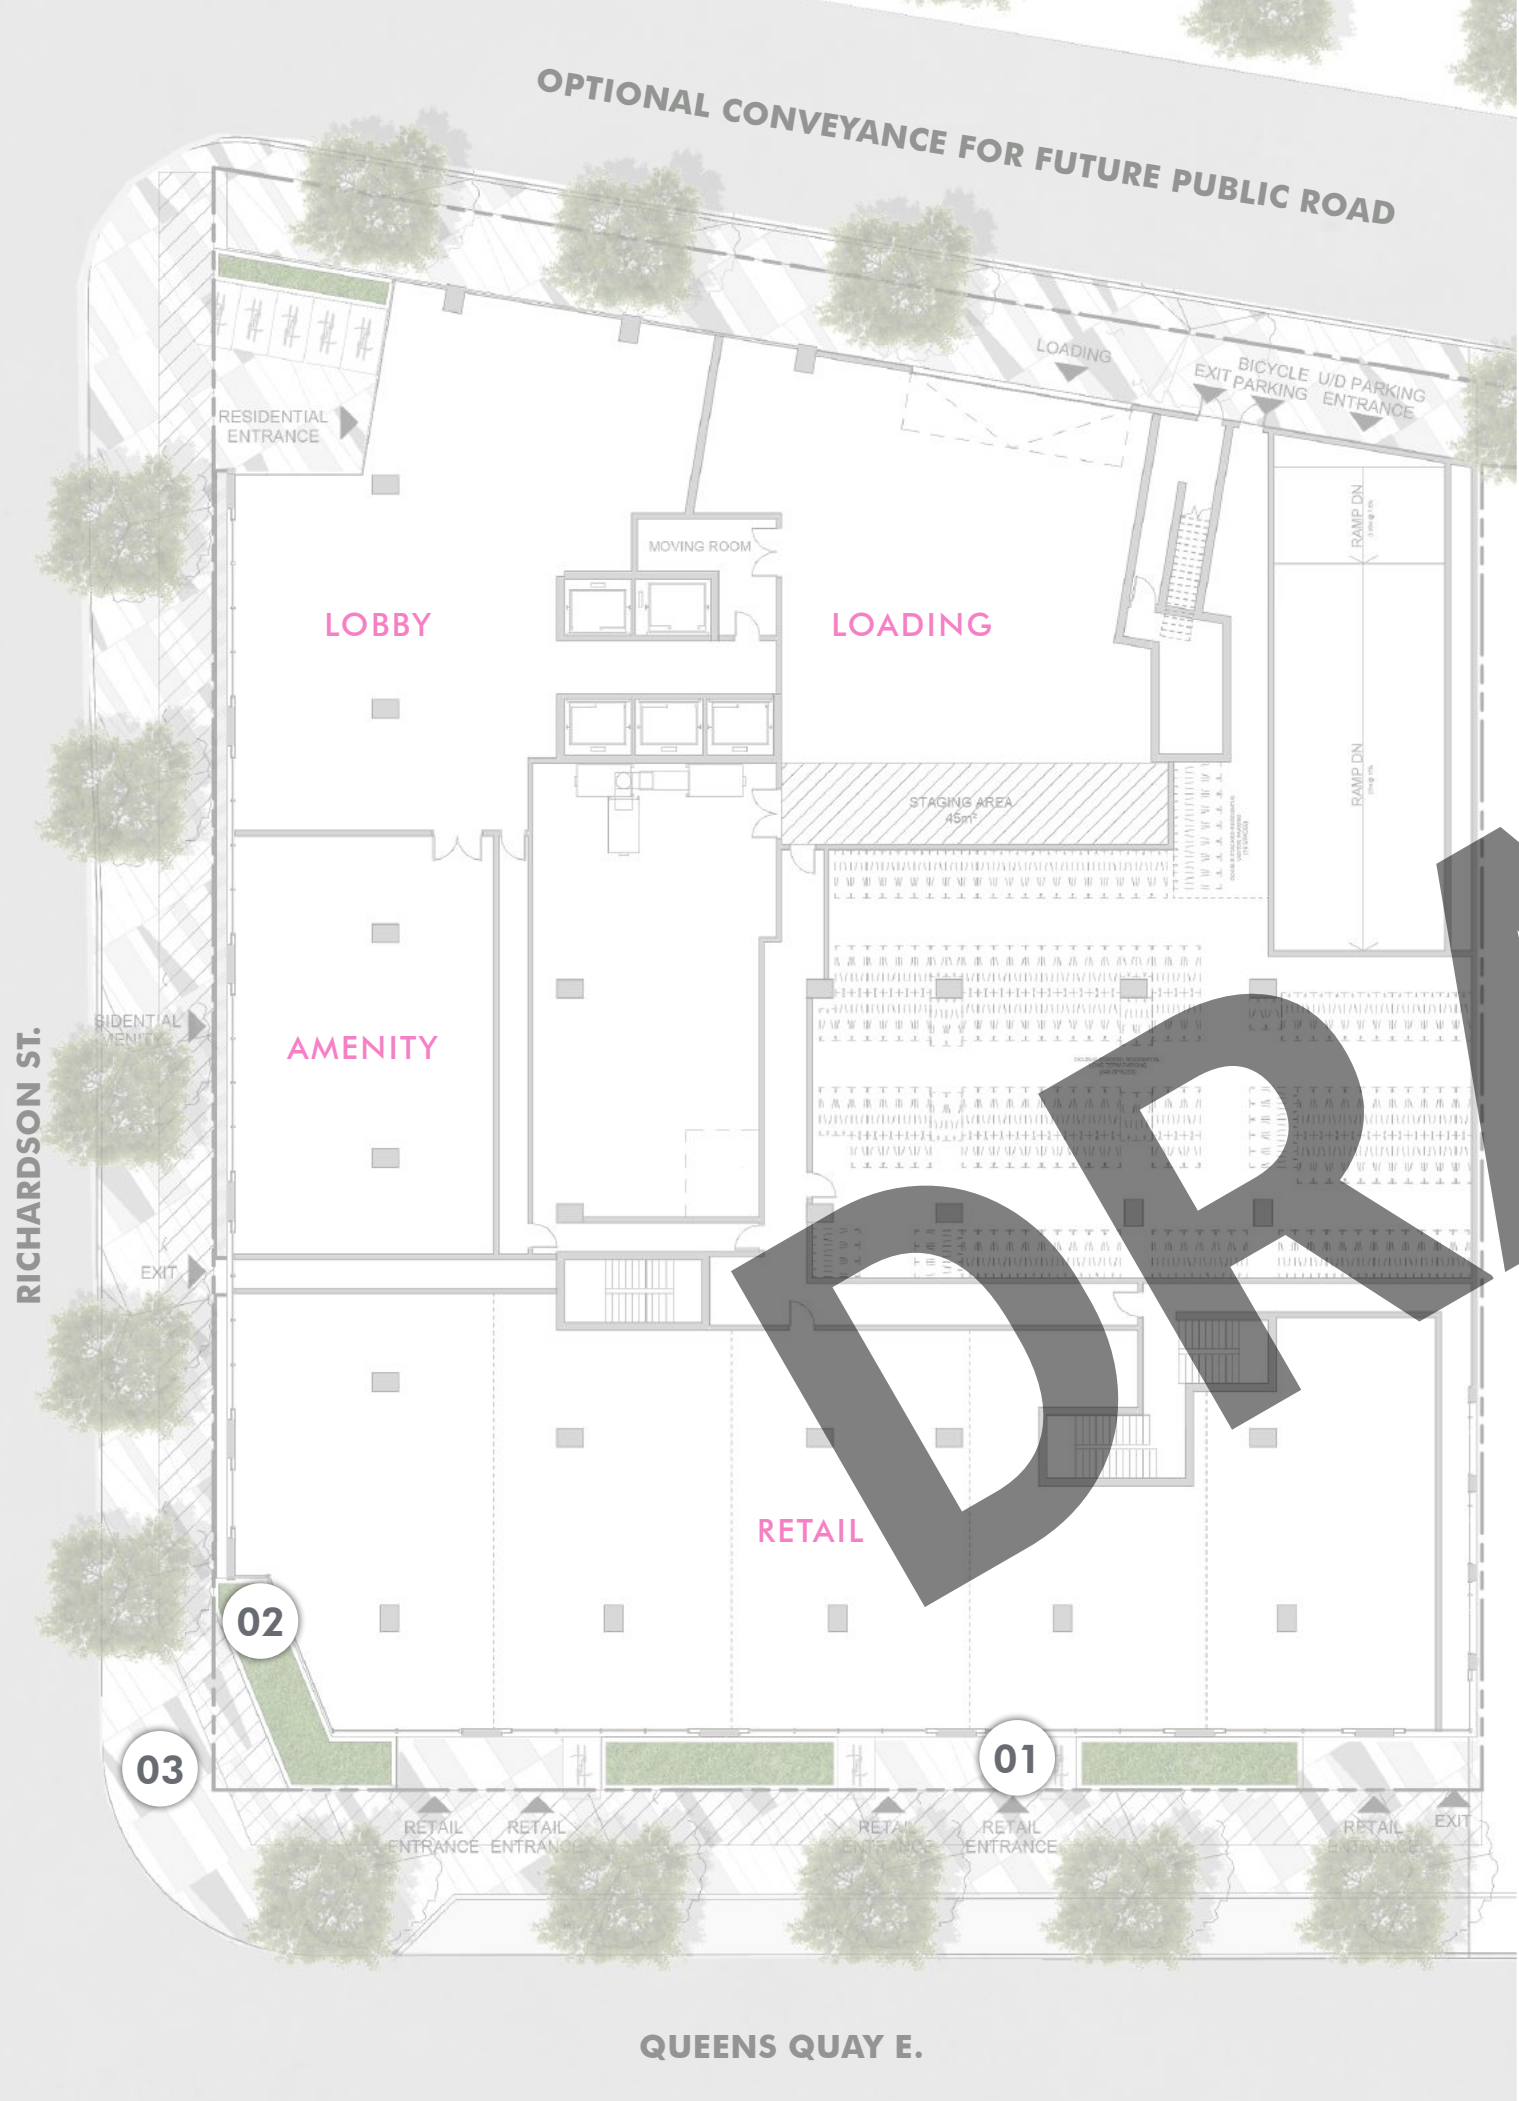 OPTIONAL CONVEYANCE FOR FUTURE PUBLIC ROAD
LOADING
EXIT
BICYCLE
PARKING
U/D PARKING
ENTRANCE
RESIDENTIAL
ENTRANCE
RAMP DN
MOVING ROOM
LOBBY
LOADING
RAMP DN
STAGING AREA
45m²
SIDENTIAL
AMENITY
RICHARDSON ST.
EXIT
DR
RETAIL
02
03
01
RETAIL
ENTRANCE
RETAIL
ENTRANCE
RETAIL
ENTRANCE
RETAIL
ENTRANCE
RETAIL
ENTRANCE
EXIT
QUEENS QUAY E.